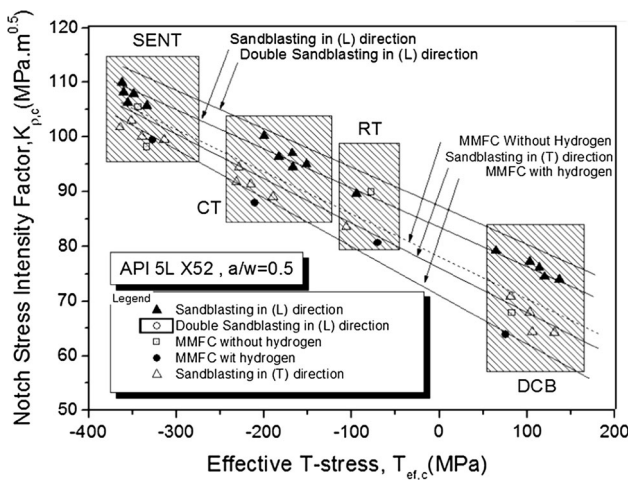 SENT
Sandblasting in (L) direction
Double Sandblasting in (L) direction
RT
MMFC Without Hydrogen
Sandblasting in (T) direction
MMFC with hydrogen
CT
DCB
API 5L X52 , a/w=0.5
Legend
Sandblasting in (L) direction
Double Sandblasting in (L) direction
MMFC without hydrogen
MMFC wit hydrogen
Sandblasting in (T) direction
Notch Stress Intensity Factor,Kρ,c(MPa.m^0.5)
120
110
100
90
80
70
60
50
-400 -300 -200 -100 0 100 200
Effective T-stress, Tef,c(MPa)